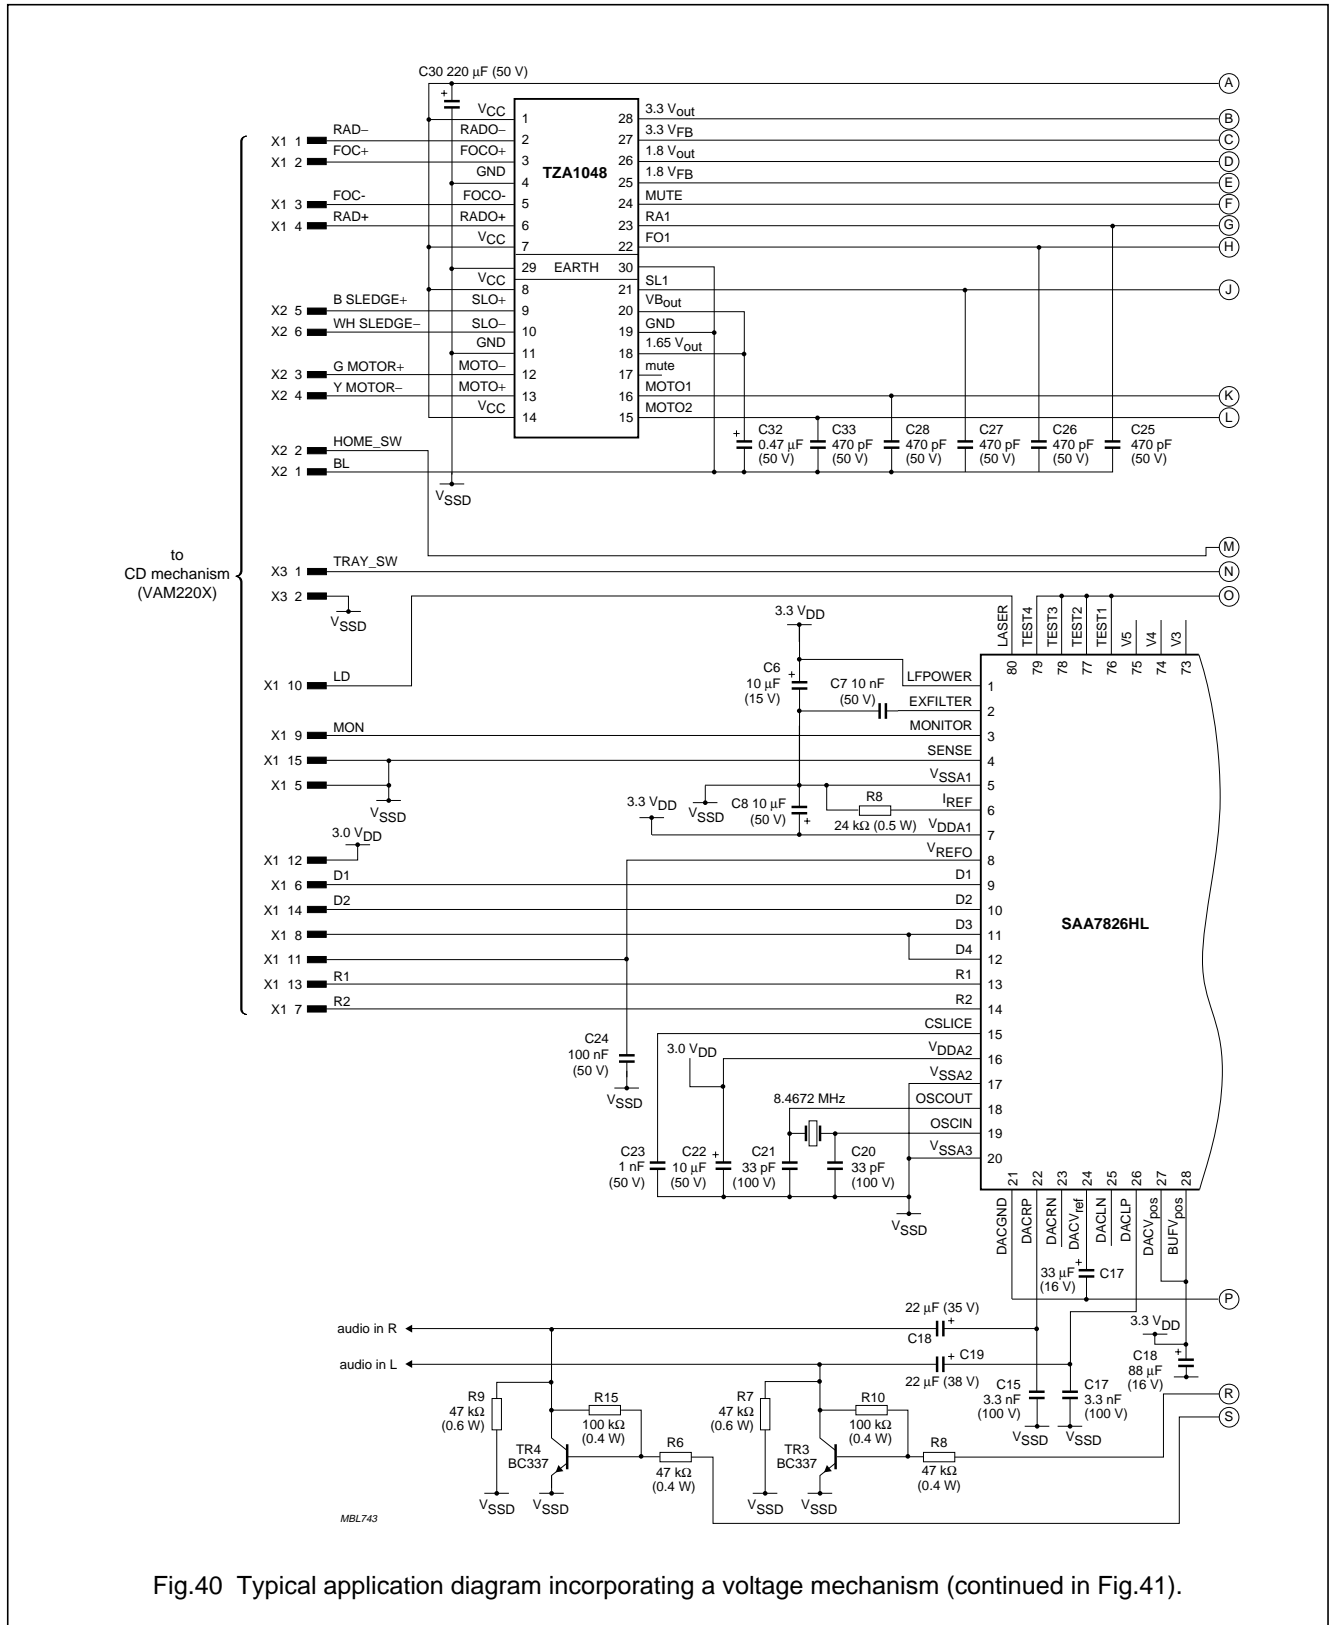 C30 220 μF (50 V)
A
+
VCC
1
28
3.3 Vout
B
X1 1
RAD−
RADO−
2
27
3.3 VFB
C
X1 2
FOC+
FOCO+
3
TZA1048
26
1.8 Vout
D
GND
4
25
1.8 VFB
E
X1 3
FOC-
FOCO-
5
24
MUTE
F
X1 4
RAD+
RADO+
6
23
RA1
G
VCC
7
22
FO1
H
29
EARTH
30
VCC
8
21
SL1
J
X2 5
B SLEDGE+
SLO+
9
20
VBout
X2 6
WH SLEDGE−
SLO−
10
19
GND
GND
11
18
1.65 Vout
X2 3
G MOTOR+
MOTO−
12
17
mute
X2 4
Y MOTOR−
MOTO+
13
16
MOTO1
K
VCC
14
15
MOTO2
L
+
C32
0.47 μF
(50 V)
C33
470 pF
(50 V)
C28
470 pF
(50 V)
C27
470 pF
(50 V)
C26
470 pF
(50 V)
C25
470 pF
(50 V)
X2 2
HOME_SW
X2 1
BL
VSSD
to
CD mechanism
(VAM220X)
M
X3 1
TRAY_SW
N
X3 2
VSSD
O
3.3 VDD
LASER
TEST4
TEST3
TEST2
TEST1
V5
V4
V3
80
79
78
77
76
75
74
73
X1 10
LD
C6
10 μF
(15 V)
+
C7 10 nF
(50 V)
LFPOWER
1
EXFILTER
2
X1 9
MON
MONITOR
3
X1 15
SENSE
4
X1 5
VSSD
VSSD
VSSA1
5
3.3 VDD
C8 10 μF
(50 V)
+
R8
24 kΩ (0.5 W)
IREF
6
VDDA1
7
3.0 VDD
X1 12
VREFO
8
X1 6
D1
D1
9
X1 14
D2
D2
10
X1 8
D3
11
SAA7826HL
X1 11
D4
12
X1 13
R1
R1
13
X1 7
R2
R2
14
CSLICE
15
C24
100 nF
(50 V)
VSSD
3.0 VDD
VDDA2
16
VSSA2
17
8.4672 MHz
OSCOUT
18
OSCIN
19
VSSA3
20
C23
1 nF
(50 V)
C22
10 μF
(50 V)
+
C21
33 pF
(100 V)
C20
33 pF
(100 V)
VSSD
21
22
23
24
25
26
27
28
DACGND
DACRP
DACRN
DACVref
DACLN
DACLP
DACVpos
BUFVpos
33 μF
(16 V)
+
C17
P
audio in R
22 μF (35 V)
+
C18
3.3 VDD
audio in L
+ C19
22 μF (38 V)
C18
88 μF
(16 V)
+
R9
47 kΩ
(0.6 W)
R15
100 kΩ
(0.4 W)
R7
47 kΩ
(0.6 W)
R10
100 kΩ
(0.4 W)
C15
3.3 nF
(100 V)
VSSD
C17
3.3 nF
(100 V)
VSSD
R
S
TR4
BC337
R6
47 kΩ
(0.4 W)
TR3
BC337
R8
47 kΩ
(0.4 W)
VSSD
VSSD
VSSD
VSSD
MBL743
Fig.40 Typical application diagram incorporating a voltage mechanism (continued in Fig.41).